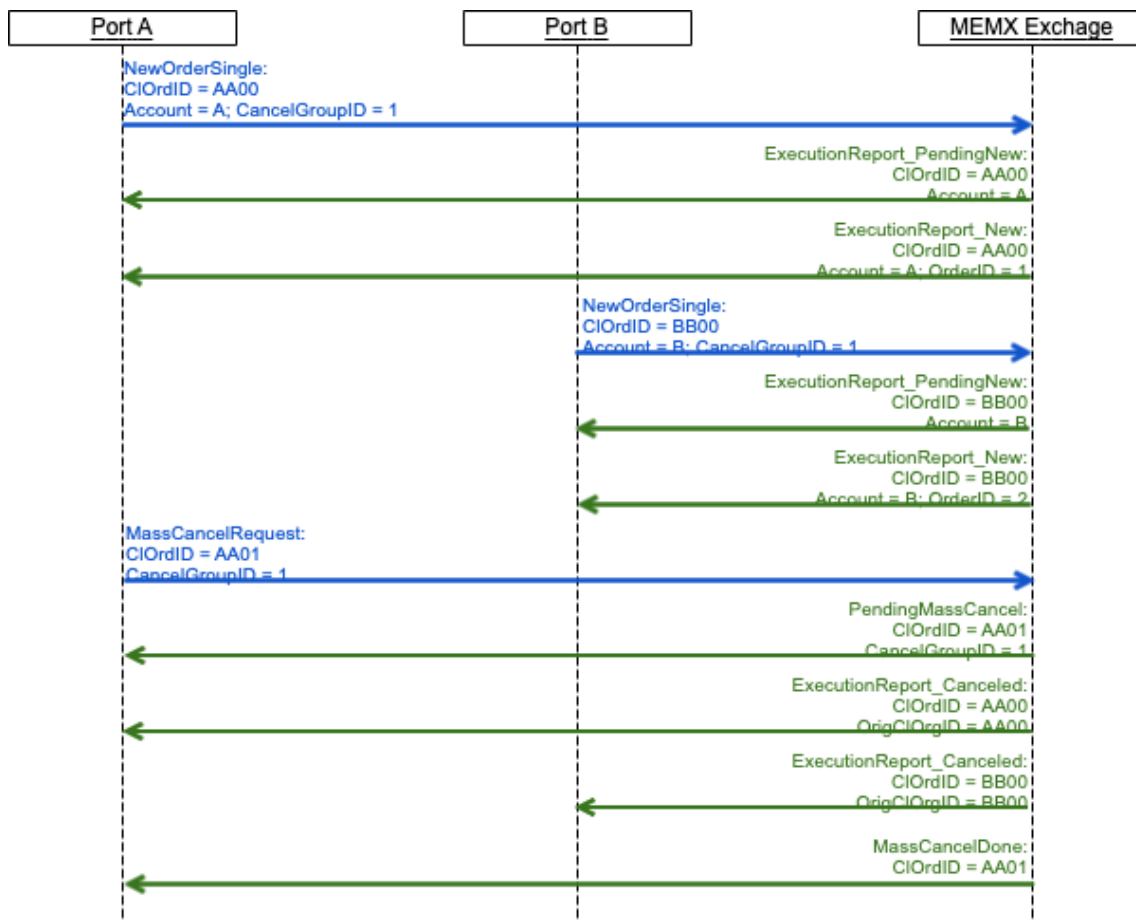 Port A
Port B
MEMX Exchage
NewOrderSingle:
ClOrdID = AA00
Account = A; CancelGroupID = 1
ExecutionReport_PendingNew:
ClOrdID = AA00
Account = A
ExecutionReport_New:
ClOrdID = AA00
Account = A; OrderID = 1
NewOrderSingle:
ClOrdID = BB00
Account = B; CancelGroupID = 1
ExecutionReport_PendingNew:
ClOrdID = BB00
Account = B
ExecutionReport_New:
ClOrdID = BB00
Account = B; OrderID = 2
MassCancelRequest:
ClOrdID = AA01
CancelGroupID = 1
PendingMassCancel:
ClOrdID = AA01
CancelGroupID = 1
ExecutionReport_Canceled:
ClOrdID = AA00
OrigClOrgID = AA00
ExecutionReport_Canceled:
ClOrdID = BB00
OrigClOrgID = BB00
MassCancelDone:
ClOrdID = AA01